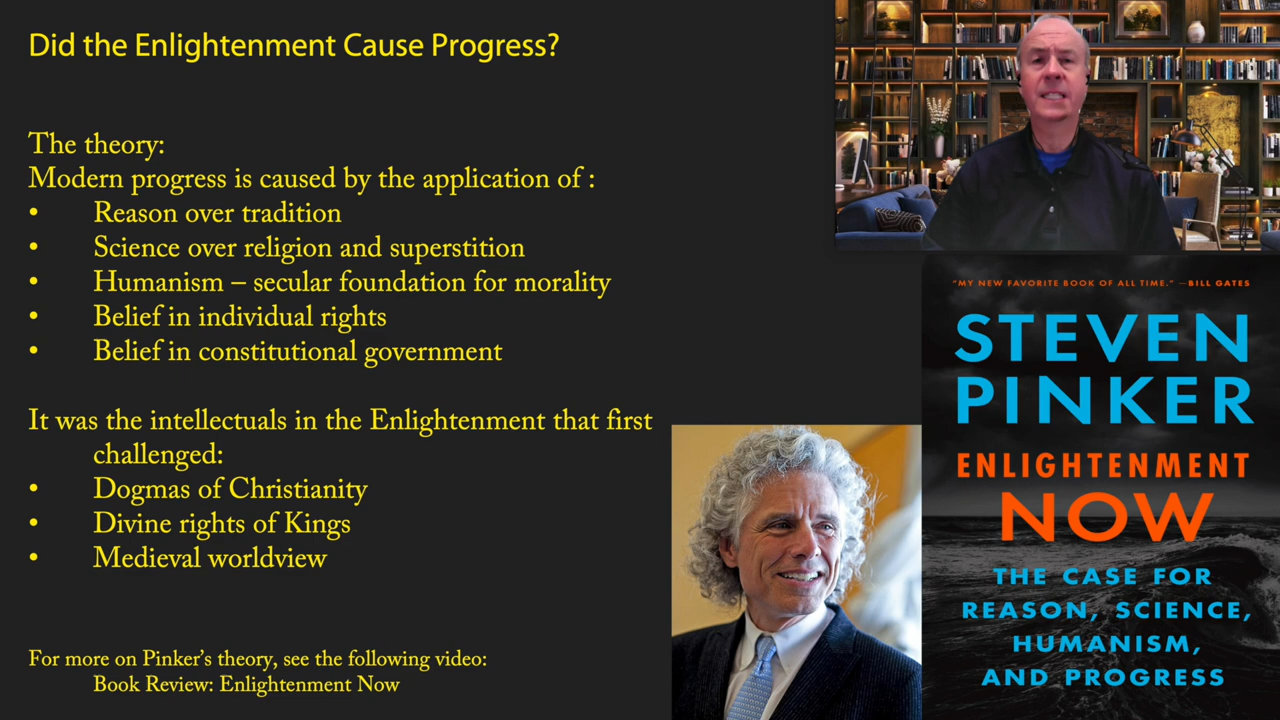 Did the Enlightenment Cause Progress?
The theory:
Modern progress is caused by the application of :
• Reason over tradition
• Science over religion and superstition
• Humanism – secular foundation for morality
• Belief in individual rights
• Belief in constitutional government
It was the intellectuals in the Enlightenment that first
challenged:
• Dogmas of Christianity
• Divine rights of Kings
• Medieval worldview
For more on Pinker’s theory, see the following video:
Book Review: Enlightenment Now
“MY NEW FAVORITE BOOK OF ALL TIME.” —BILL GATES
STEVEN
PINKER
ENLIGHTENMENT
NOW
THE CASE FOR
REASON, SCIENCE,
HUMANISM,
AND PROGRESS